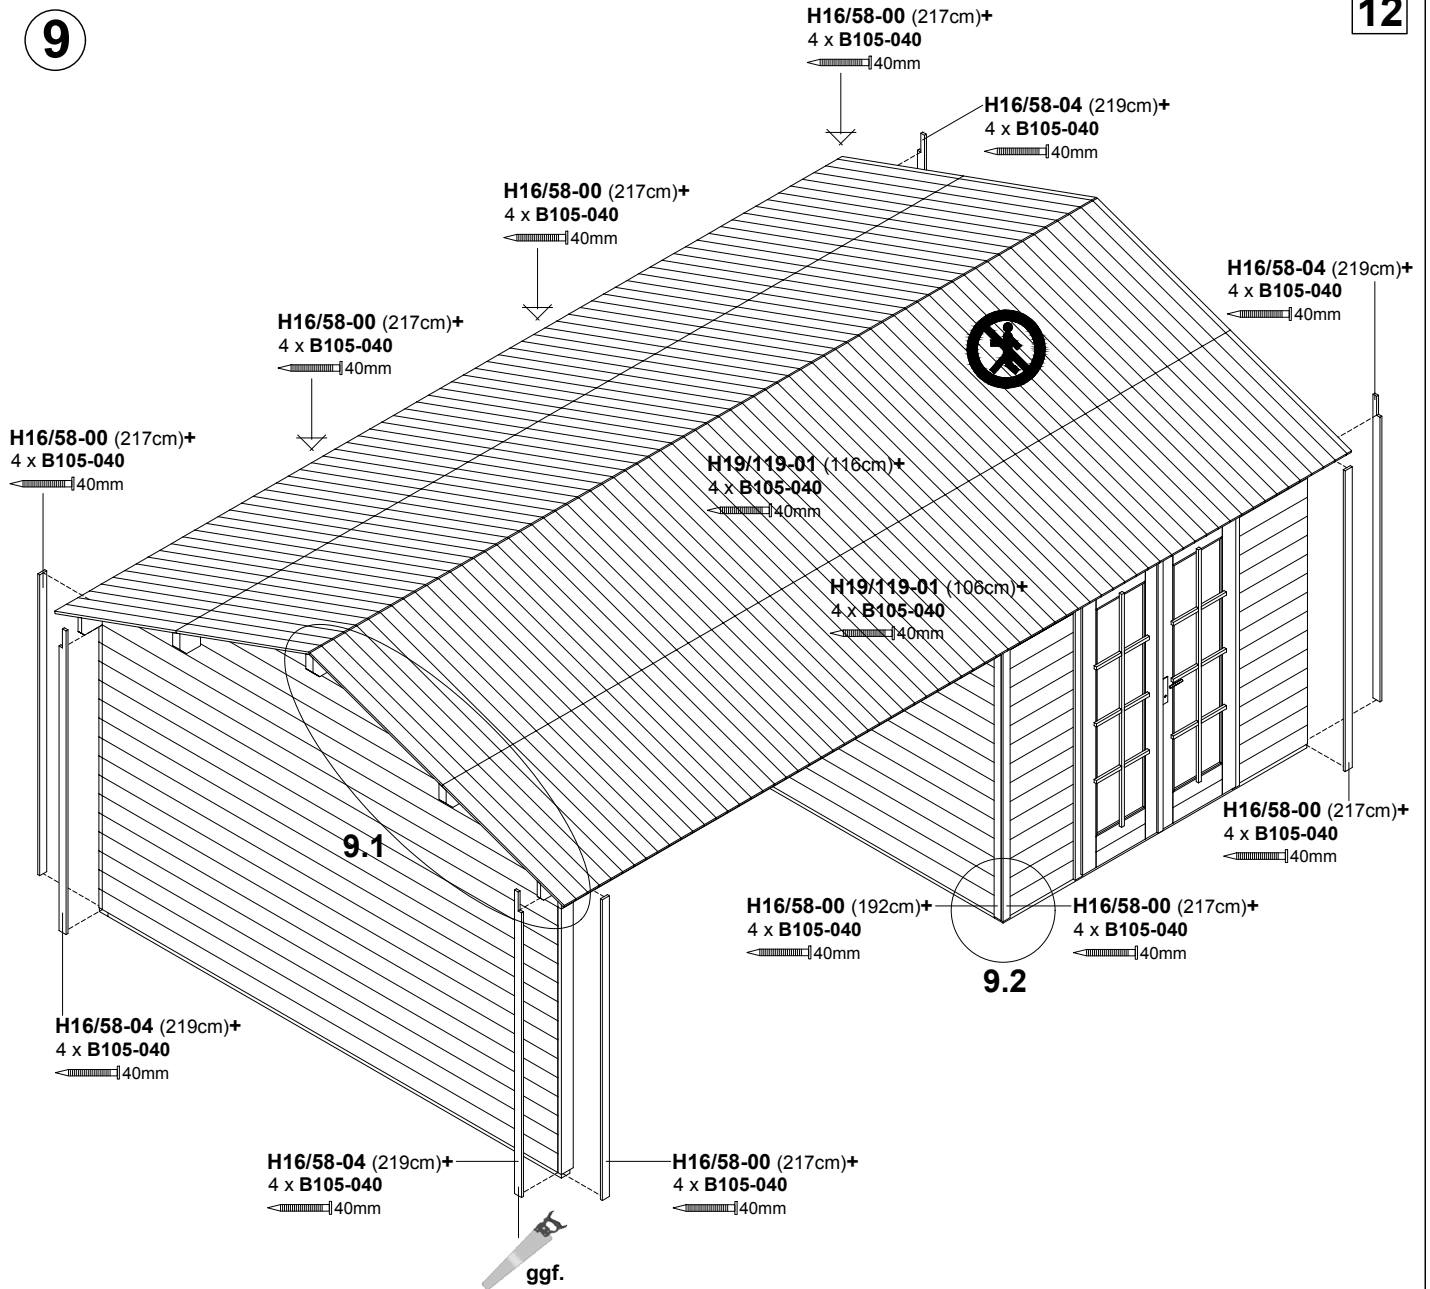 9
12
H16/58-00 (217cm)+
4 x B105-040
40mm
H16/58-04 (219cm)+
4 x B105-040
40mm
H16/58-00 (217cm)+
4 x B105-040
40mm
H16/58-04 (219cm)+
4 x B105-040
40mm
H16/58-00 (217cm)+
4 x B105-040
40mm
H16/58-00 (217cm)+
4 x B105-040
40mm
H19/119-01 (116cm)+
4 x B105-040
40mm
H19/119-01 (106cm)+
4 x B105-040
40mm
9.1
H16/58-00 (217cm)+
4 x B105-040
40mm
H16/58-00 (192cm)+
4 x B105-040
40mm
H16/58-00 (217cm)+
4 x B105-040
40mm
9.2
H16/58-04 (219cm)+
4 x B105-040
40mm
H16/58-04 (219cm)+
4 x B105-040
40mm
H16/58-00 (217cm)+
4 x B105-040
40mm
ggf.